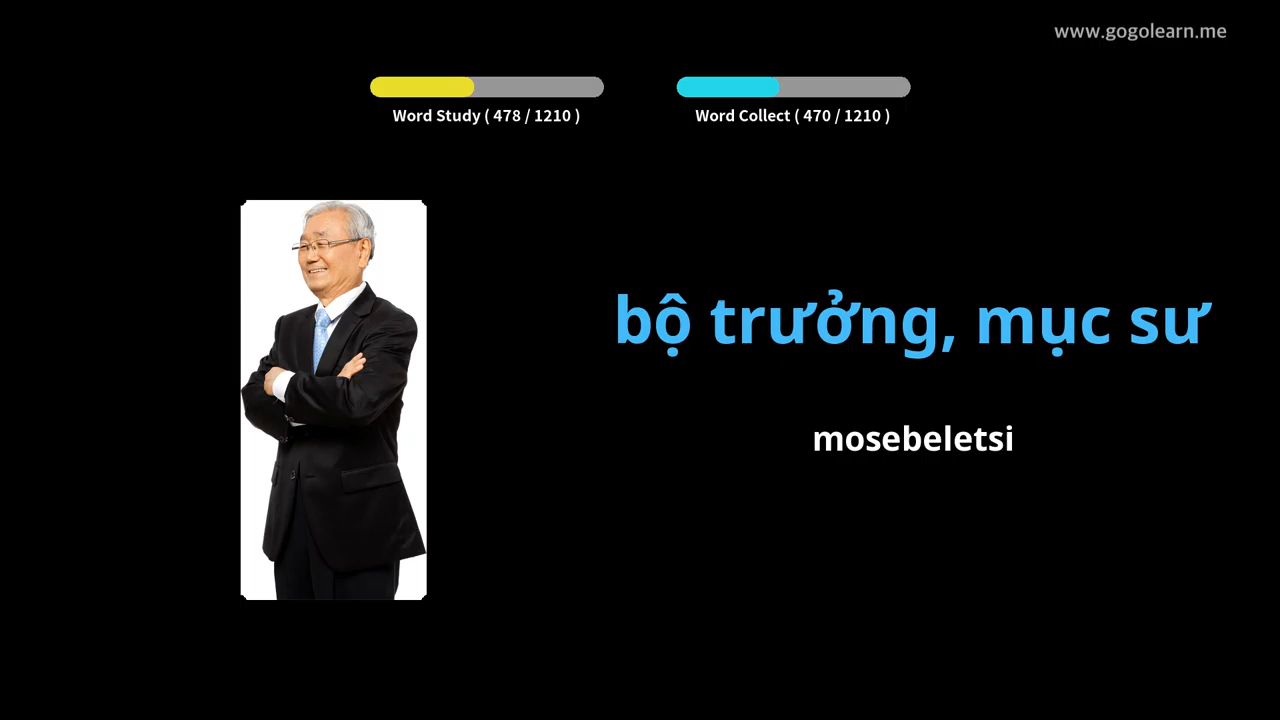 www.gogolearn.me
Word Study ( 478 / 1210 )
Word Collect ( 470 / 1210 )
bộ trưởng, mục sư
mosebeletsi